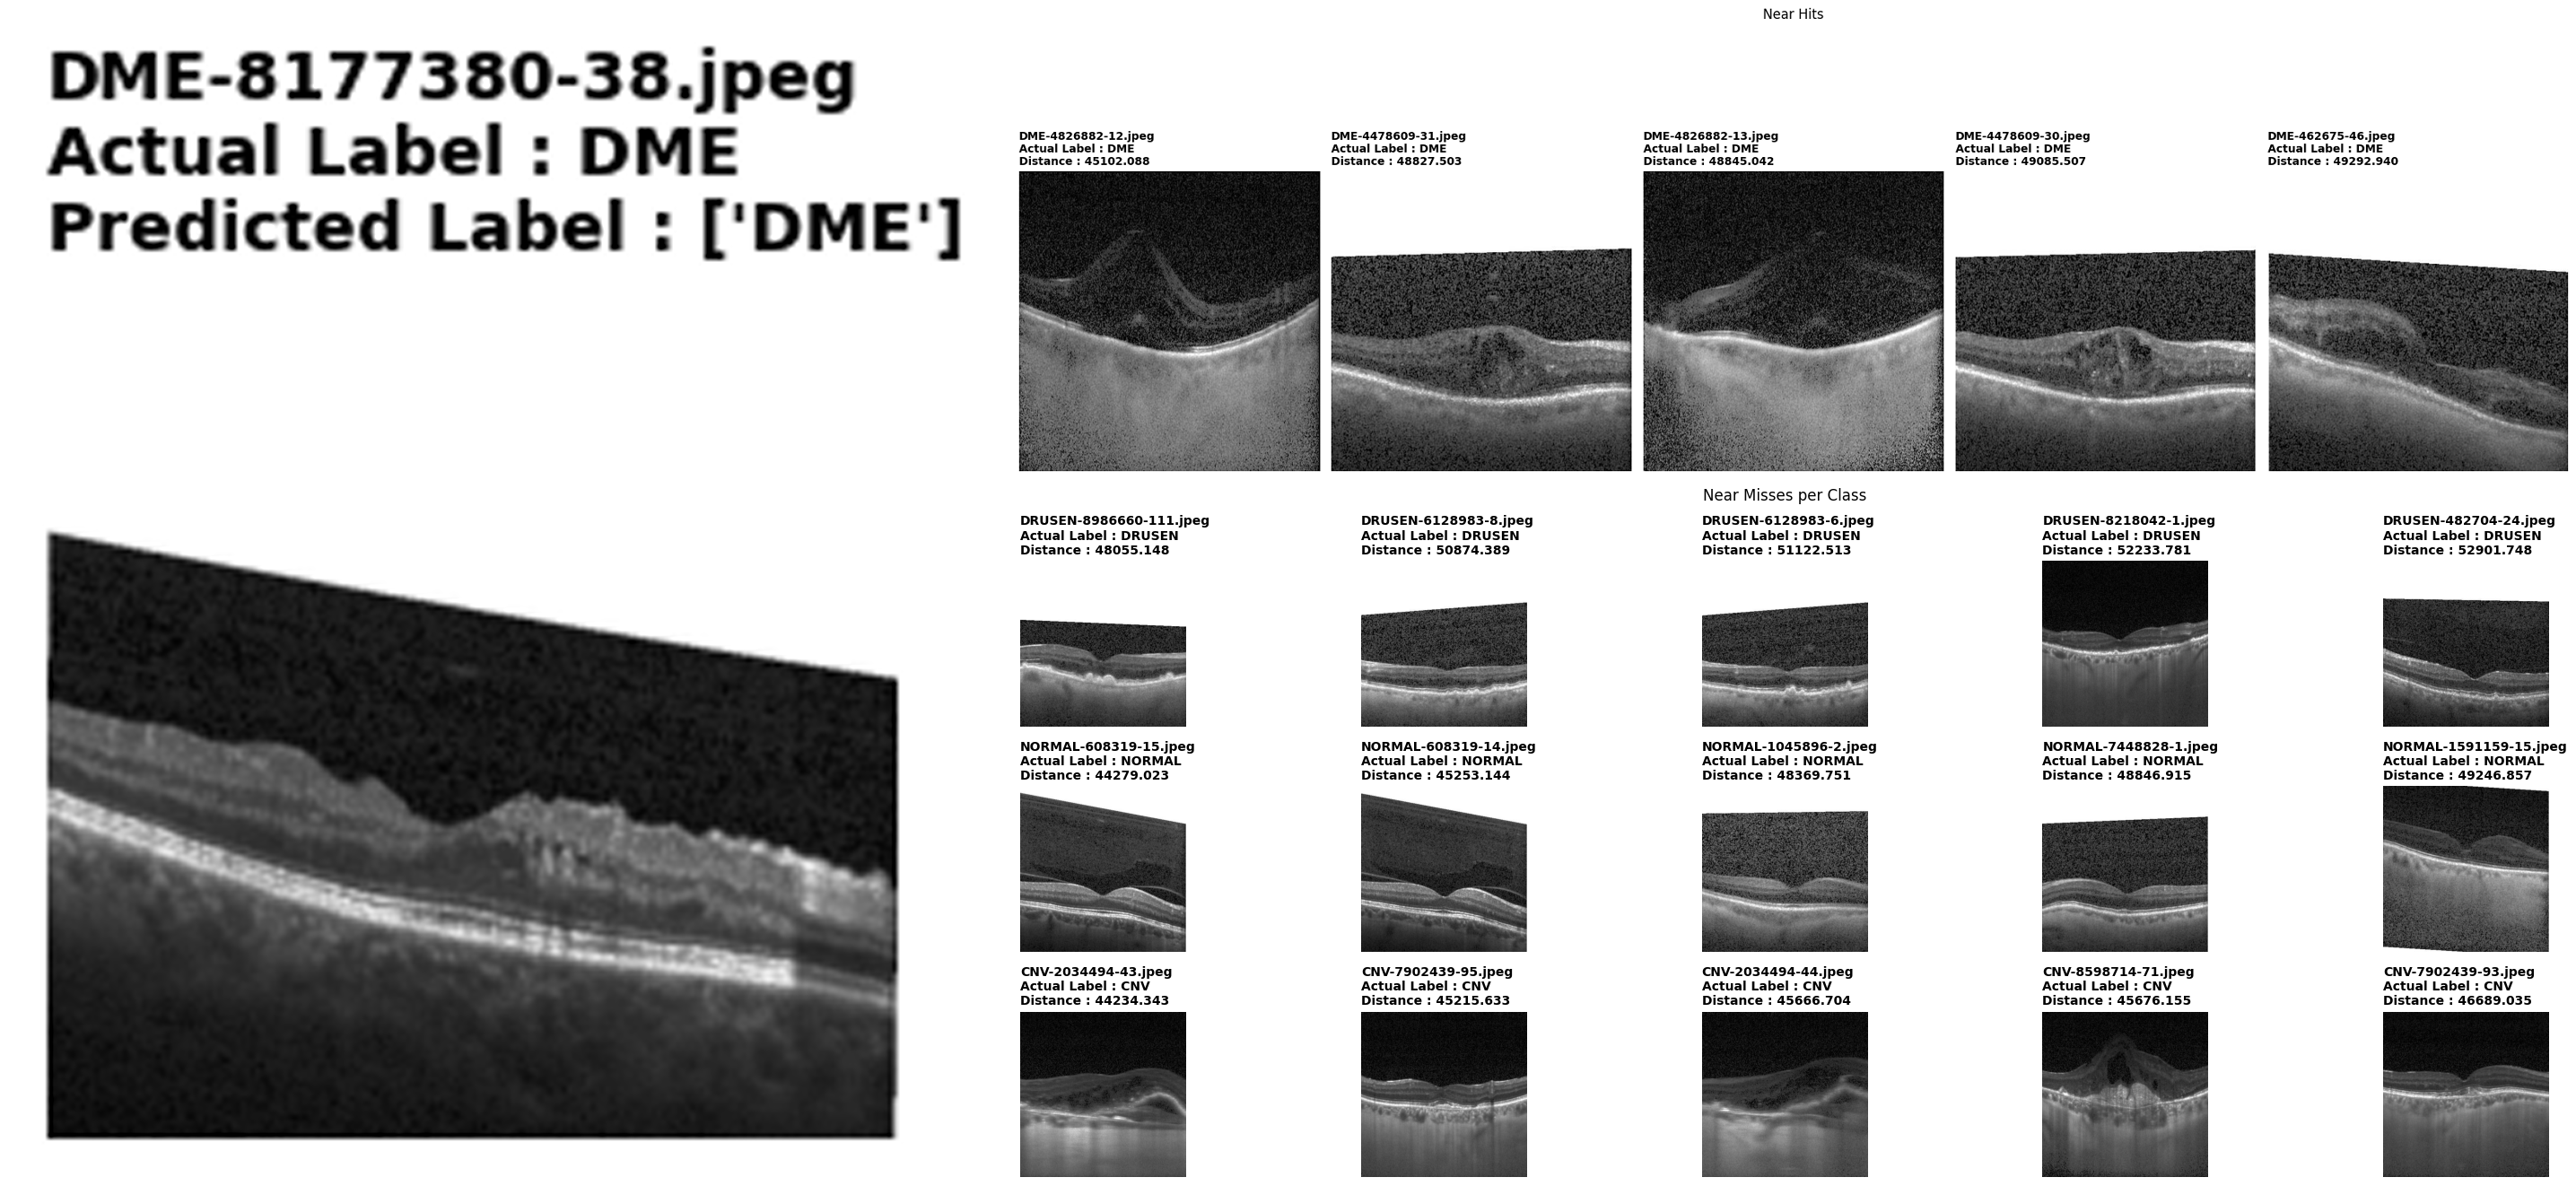 DME-8177380-38.jpeg
Actual Label : DME
Predicted Label : ['DME']
Near Hits
DME-4826882-12.jpeg
Actual Label : DME
Distance : 45102.088
DME-4478609-31.jpeg
Actual Label : DME
Distance : 48827.503
DME-4826882-13.jpeg
Actual Label : DME
Distance : 48845.042
DME-4478609-30.jpeg
Actual Label : DME
Distance : 49085.507
DME-462675-46.jpeg
Actual Label : DME
Distance : 49292.940
Near Misses per Class
DRUSEN-8986660-111.jpeg
Actual Label : DRUSEN
Distance : 48055.148
DRUSEN-6128983-8.jpeg
Actual Label : DRUSEN
Distance : 50874.389
DRUSEN-6128983-6.jpeg
Actual Label : DRUSEN
Distance : 51122.513
DRUSEN-8218042-1.jpeg
Actual Label : DRUSEN
Distance : 52233.781
DRUSEN-482704-24.jpeg
Actual Label : DRUSEN
Distance : 52901.748
NORMAL-608319-15.jpeg
Actual Label : NORMAL
Distance : 44279.023
NORMAL-608319-14.jpeg
Actual Label : NORMAL
Distance : 45253.144
NORMAL-1045896-2.jpeg
Actual Label : NORMAL
Distance : 48369.751
NORMAL-7448828-1.jpeg
Actual Label : NORMAL
Distance : 48846.915
NORMAL-1591159-15.jpeg
Actual Label : NORMAL
Distance : 49246.857
CNV-2034494-43.jpeg
Actual Label : CNV
Distance : 44234.343
CNV-7902439-95.jpeg
Actual Label : CNV
Distance : 45215.633
CNV-2034494-44.jpeg
Actual Label : CNV
Distance : 45666.704
CNV-8598714-71.jpeg
Actual Label : CNV
Distance : 45676.155
CNV-7902439-93.jpeg
Actual Label : CNV
Distance : 46689.035